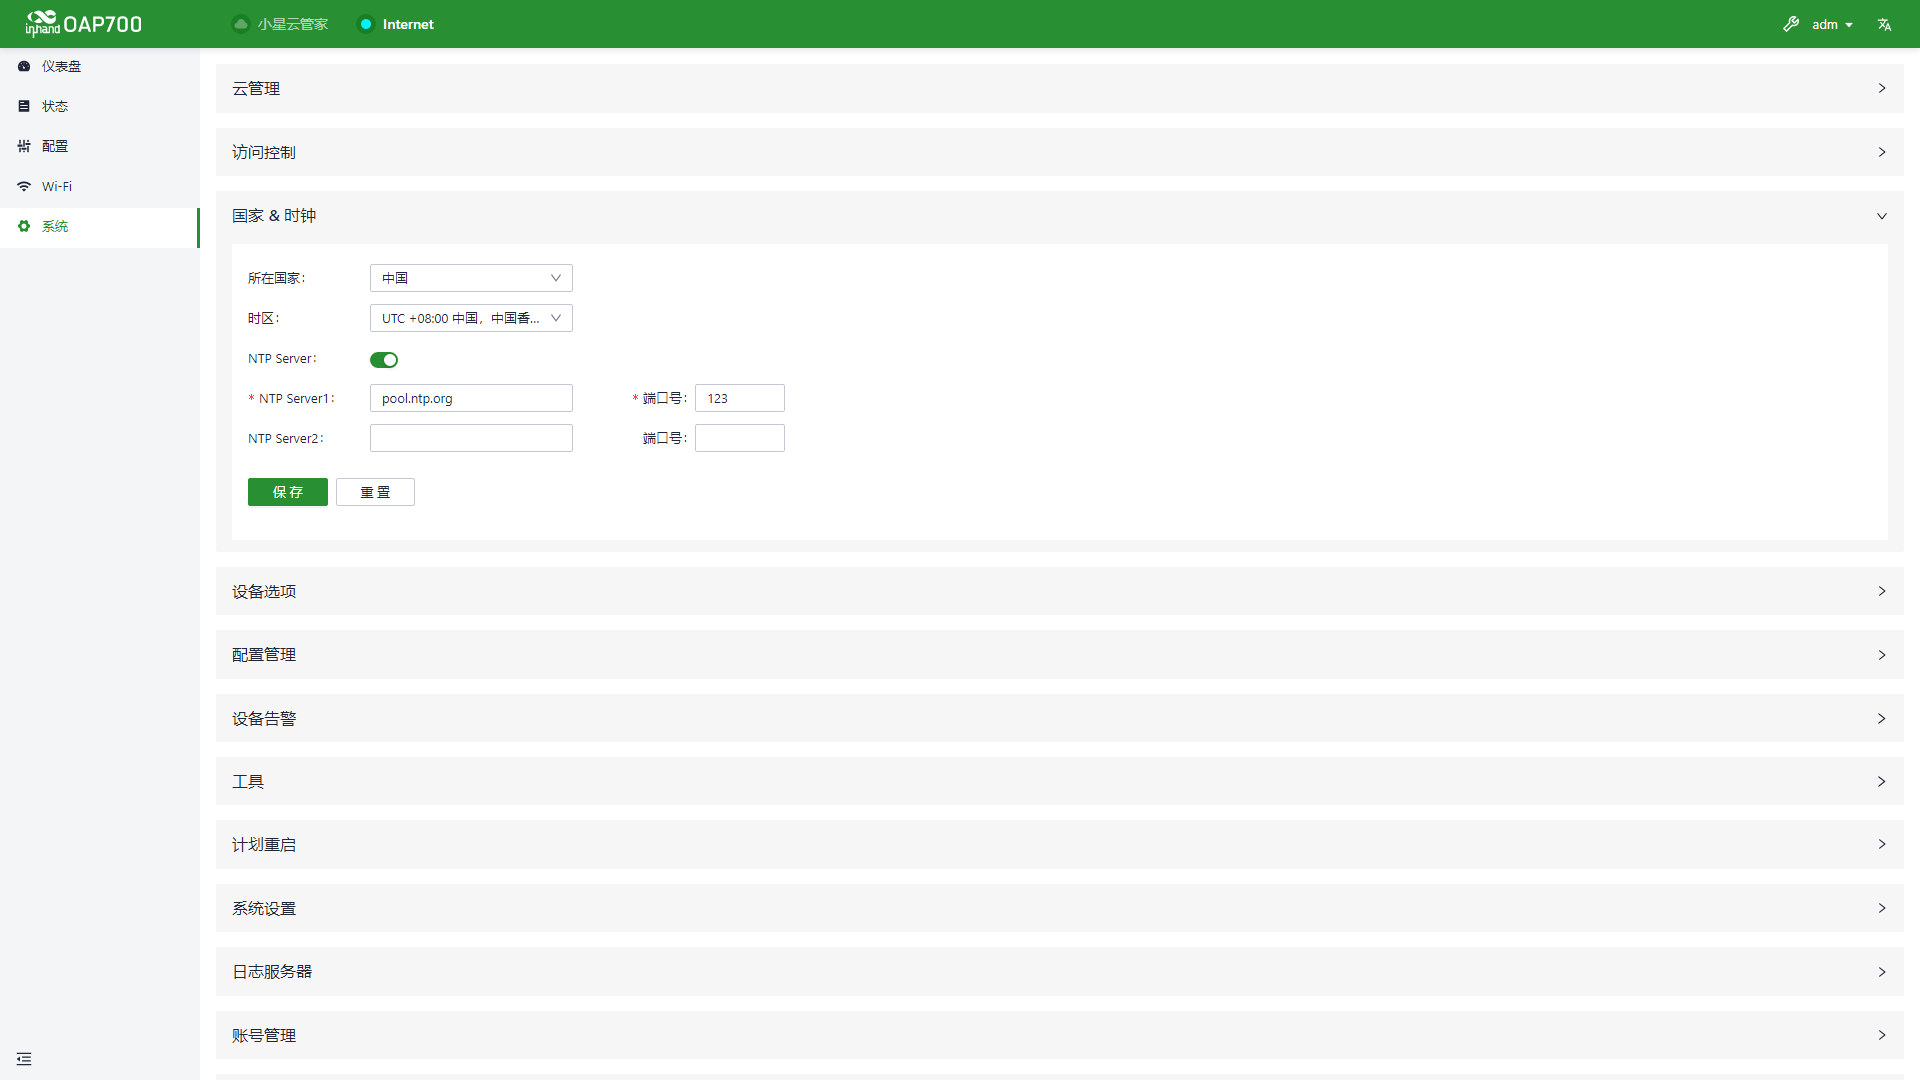 inhand OAP700
小星云管家
Internet
adm
仪表盘
状态
配置
Wi-Fi
系统
云管理
访问控制
国家 & 时钟
所在国家:
中国
时区:
UTC +08:00 中国，中国香...
NTP Server:
* NTP Server1:
pool.ntp.org
* 端口号:
123
NTP Server2:
端口号:
保 存
重 置
设备选项
配置管理
设备告警
工具
计划重启
系统设置
日志服务器
账号管理